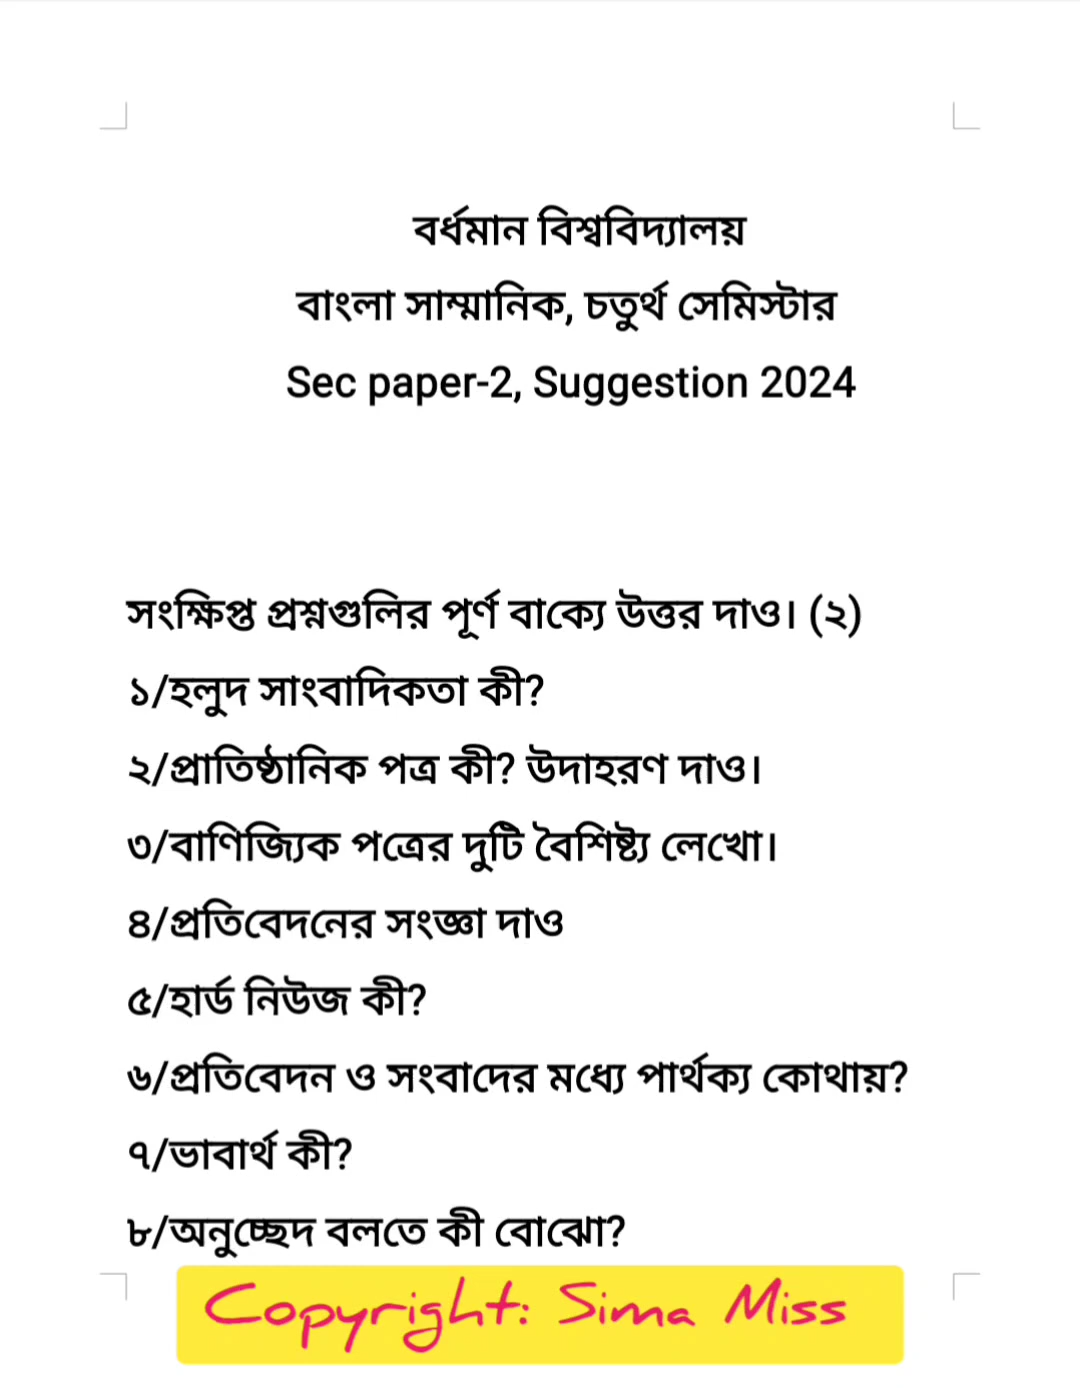 বর্ধমান বিশ্ববিদ্যালয়
বাংলা সাম্মানিক, চতুর্থ সেমিস্টার
Sec paper-2, Suggestion 2024
সংক্ষিপ্ত প্রশ্নগুলির পূর্ণ বাক্যে উত্তর দাও। (২)
১/হলুদ সাংবাদিকতা কী?
২/প্রাতিষ্ঠানিক পত্র কী? উদাহরণ দাও।
৩/বাণিজ্যিক পত্রের দুটি বৈশিষ্ট্য লেখো।
৪/প্রতিবেদনের সংজ্ঞা দাও
৫/হার্ড নিউজ কী?
৬/প্রতিবেদন ও সংবাদের মধ্যে পার্থক্য কোথায়?
৭/ভাবার্থ কী?
৮/অনুচ্ছেদ বলতে কী বোঝো?
Copyright: Sima Miss